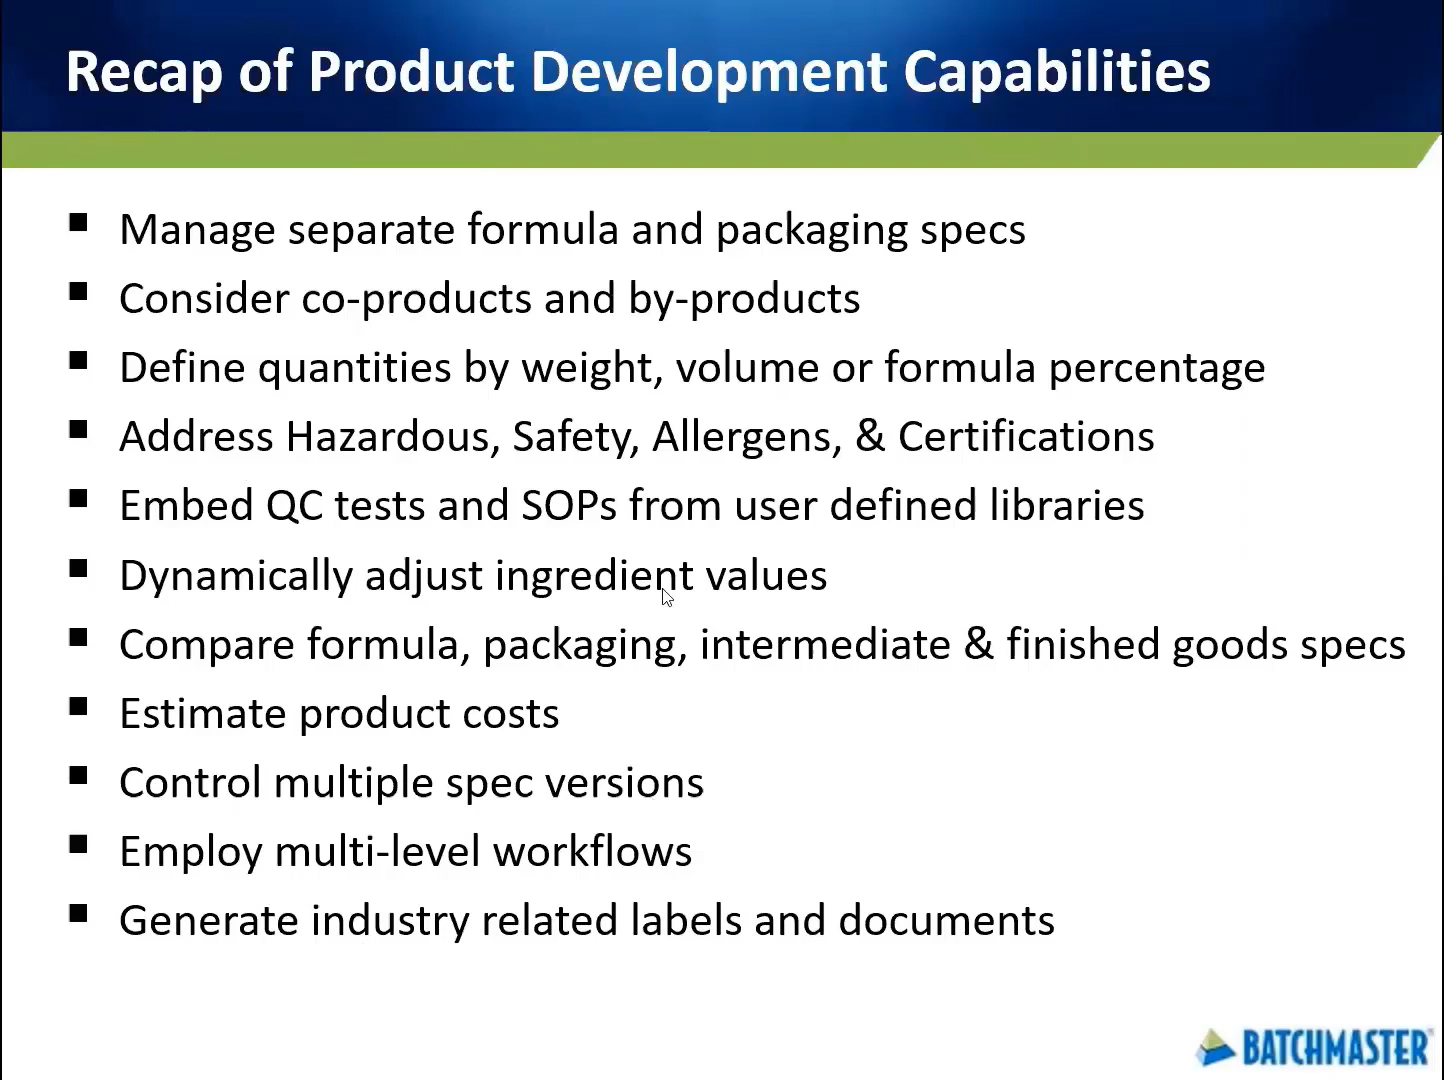 Recap of Product Development Capabilities
Manage separate formula and packaging specs
Consider co-products and by-products
Define quantities by weight, volume or formula percentage
Address Hazardous, Safety, Allergens, & Certifications
Embed QC tests and SOPs from user defined libraries
Dynamically adjust ingredient values
Compare formula, packaging, intermediate & finished goods specs
Estimate product costs
Control multiple spec versions
Employ multi-level workflows
Generate industry related labels and documents
BATCHMASTER